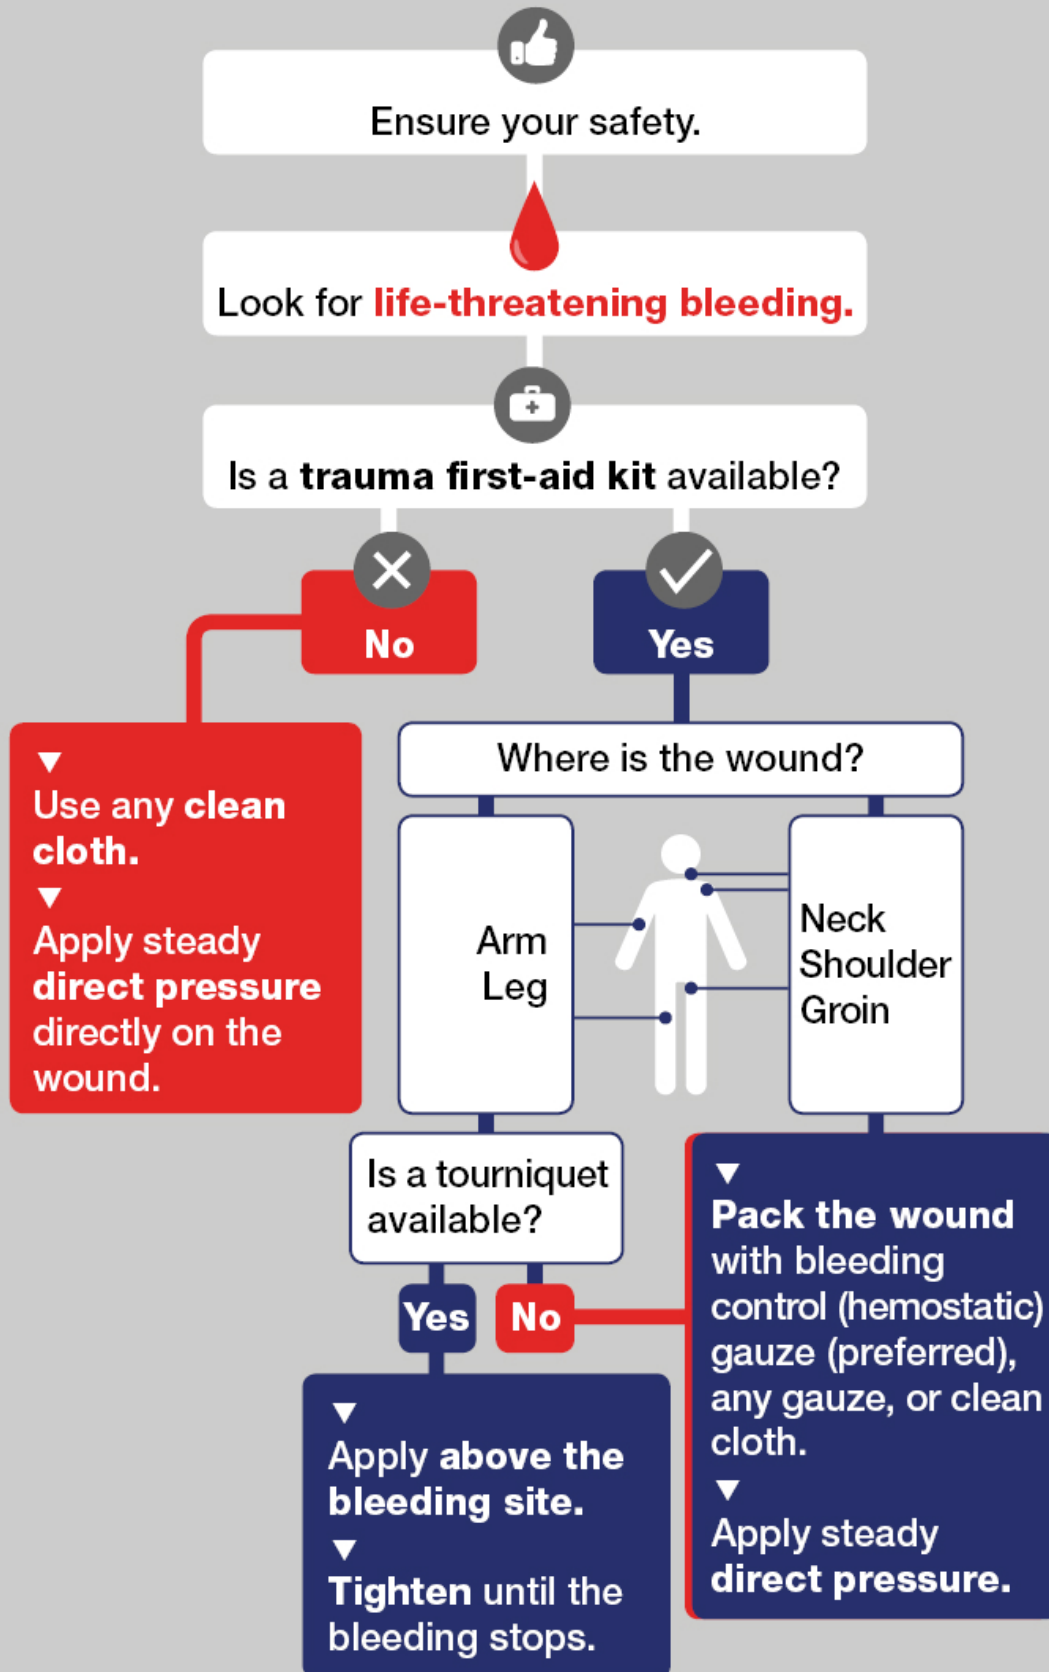 Ensure your safety.
Look for life-threatening bleeding.
Is a trauma first-aid kit available?
No
Yes
Use any clean
cloth.
Apply steady
direct pressure
directly on the
wound.
Where is the wound?
Arm
Leg
Neck
Shoulder
Groin
Is a tourniquet
available?
Yes
No
Apply above the
bleeding site.
Tighten until the
bleeding stops.
Pack the wound
with bleeding
control (hemostatic)
gauze (preferred),
any gauze, or clean
cloth.
Apply steady
direct pressure.